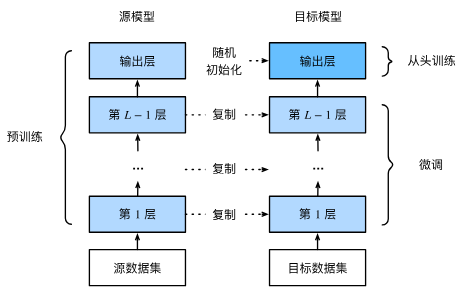 源模型
目标模型
输出层
随机
初始化
输出层
从头训练
第 L − 1 层
复制
第 L − 1 层
预训练
...
复制
...
微调
第 1 层
复制
第 1 层
源数据集
目标数据集